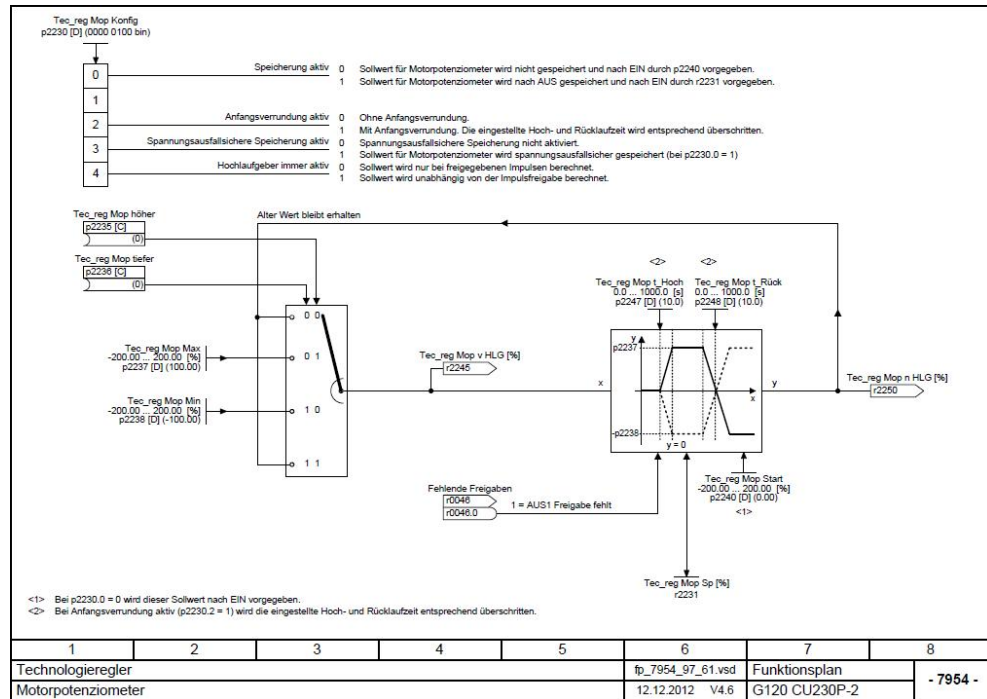 Tec_reg Mop Konfig
p2230 [D] (0000 0100 bin)
0
Speicherung aktiv 0 Sollwert für Motorpotenziometer wird nicht gespeichert und nach EIN durch p2240 vorgegeben.
1 Sollwert für Motorpotenziometer wird nach AUS gespeichert und nach EIN durch r2231 vorgegeben.
1
2
Anfangsverrundung aktiv 0 Ohne Anfangsverrundung.
1 Mit Anfangsverrundung. Die eingestellte Hoch- und Rücklaufzeit wird entsprechend überschritten.
3
Spannungsausfallsichere Speicherung aktiv 0 Spannungsausfallsichere Speicherung nicht aktiviert.
1 Sollwert für Motorpotenziometer wird spannungsausfallsicher gespeichert (bei p2230.0 = 1)
4
Hochlaufgeber immer aktiv 0 Sollwert wird nur bei freigegebenen Impulsen berechnet.
1 Sollwert wird unabhängig von der Impulsfreigabe berechnet.
Tec_reg Mop höher
p2235 [C]
(0)
Alter Wert bleibt erhalten
Tec_reg Mop tiefer
p2236 [C]
(0)
<2> <2>
Tec_reg Mop t_Hoch
0.0 ... 1000.0 [s]
p2247 [D] (10.0)
Tec_reg Mop t_Rück
0.0 ... 1000.0 [s]
p2248 [D] (10.0)
0 0
0 1
1 0
1 1
Tec_reg Mop Max
-200.00 ... 200.00 [%]
p2237 [D] (100.00)
Tec_reg Mop Min
-200.00 ... 200.00 [%]
p2238 [D] (-100.00)
Tec_reg Mop v HLG [%]
r2245
x
y
p2237
x
-p2238
y = 0
y
Tec_reg Mop n HLG [%]
r2250
Tec_reg Mop Start
-200.00 ... 200.00 [%]
p2240 [D] (0.00)
<1>
Fehlende Freigaben
r0046
r0046.0
1 = AUS1 Freigabe fehlt
Tec_reg Mop Sp [%]
r2231
<1> Bei p2230.0 = 0 wird dieser Sollwert nach EIN vorgegeben.
<2> Bei Anfangsverrundung aktiv (p2230.2 = 1) wird die eingestellte Hoch- und Rücklaufzeit entsprechend überschritten.
1 2 3 4 5 6 7 8
Technologieregler fp_7954_97_61.vsd Funktionsplan
Motorpotenziometer 12.12.2012 V4.6 G120 CU230P-2
- 7954 -